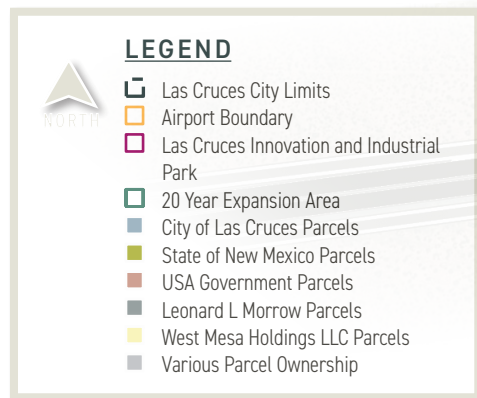 LEGEND
NORTH
Las Cruces City Limits
Airport Boundary
Las Cruces Innovation and Industrial
Park
20 Year Expansion Area
City of Las Cruces Parcels
State of New Mexico Parcels
USA Government Parcels
Leonard L Morrow Parcels
West Mesa Holdings LLC Parcels
Various Parcel Ownership